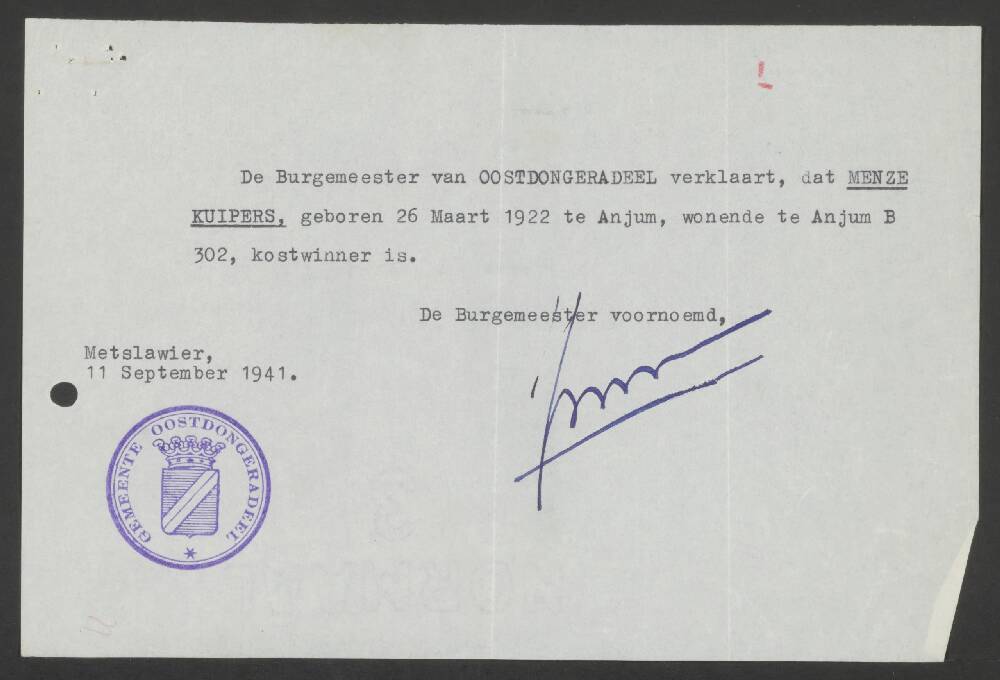 De Burgemeester van OOSTDONGERADEEL verklaart, dat MENZE
KUIPERS, geboren 26 Maart 1922 te Anjum, wonende te Anjum B
302, kostwinner is.
De Burgemeester voornoemd,
Metslawier,
11 September 1941.
GEMEENTE OOSTDONGERADEEL